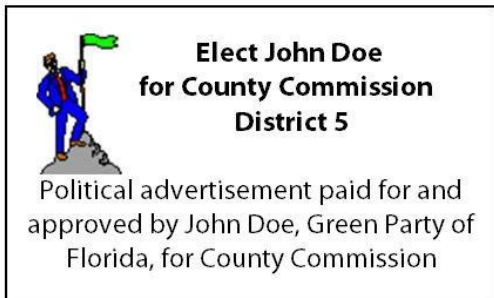 Elect John Doe
for County Commission
District 5
Political advertisement paid for and
approved by John Doe, Green Party of
Florida, for County Commission